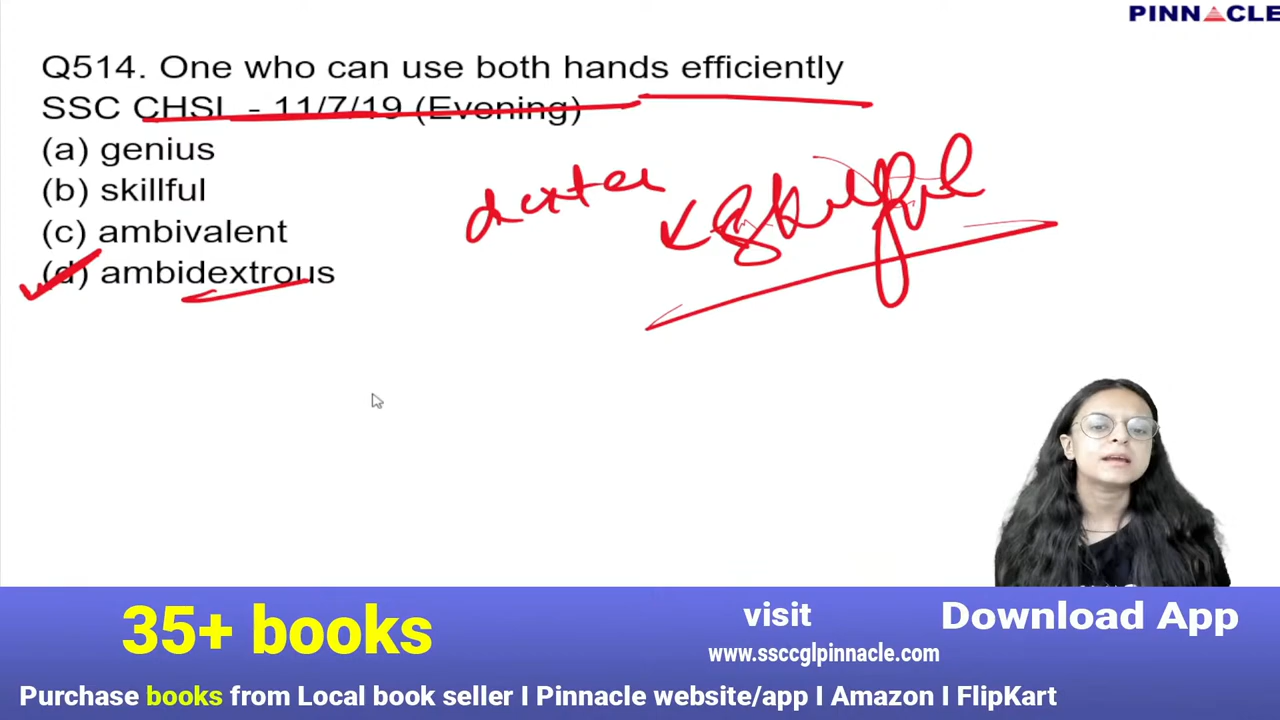 PINNACLE
Q514. One who can use both hands efficiently
SSC CHSL - 11/7/19 (Evening)
(a) genius
(b) skillful
(c) ambivalent
(d) ambidextrous
dexter
skilful
35+ books
visit
www.ssccglpinnacle.com
Download App
Purchase books from Local book seller I Pinnacle website/app I Amazon I FlipKart